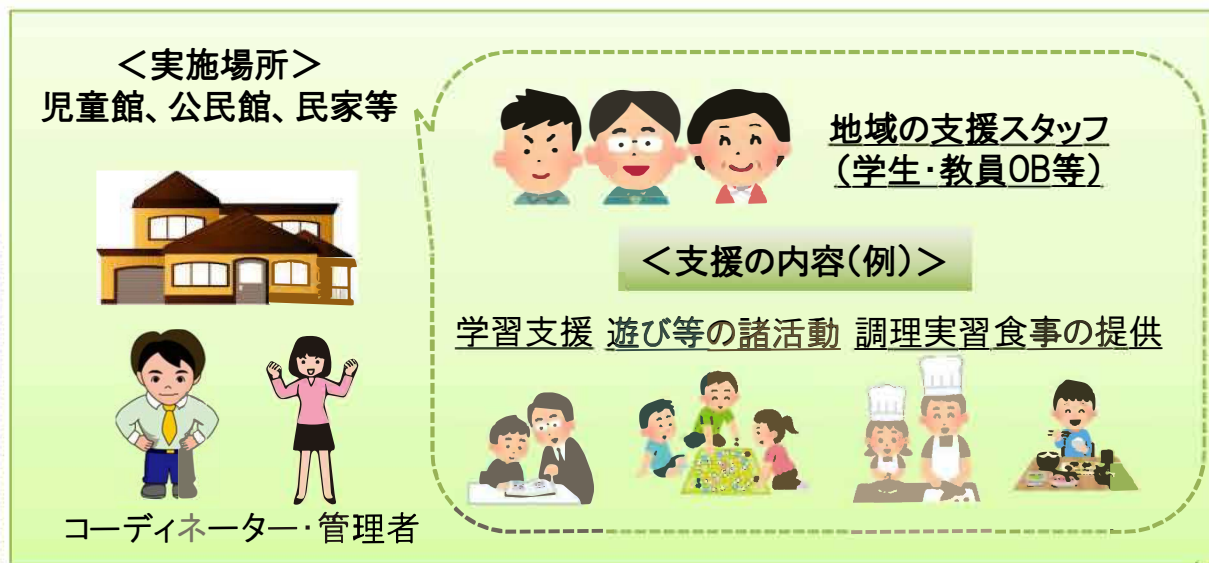 ＜実施場所＞
児童館、公民館、民家等
コーディネーター・管理者
地域の支援スタッフ
（学生・教員OB等）
＜支援の内容(例)＞
学習支援 遊び等の諸活動 調理実習 食事の提供